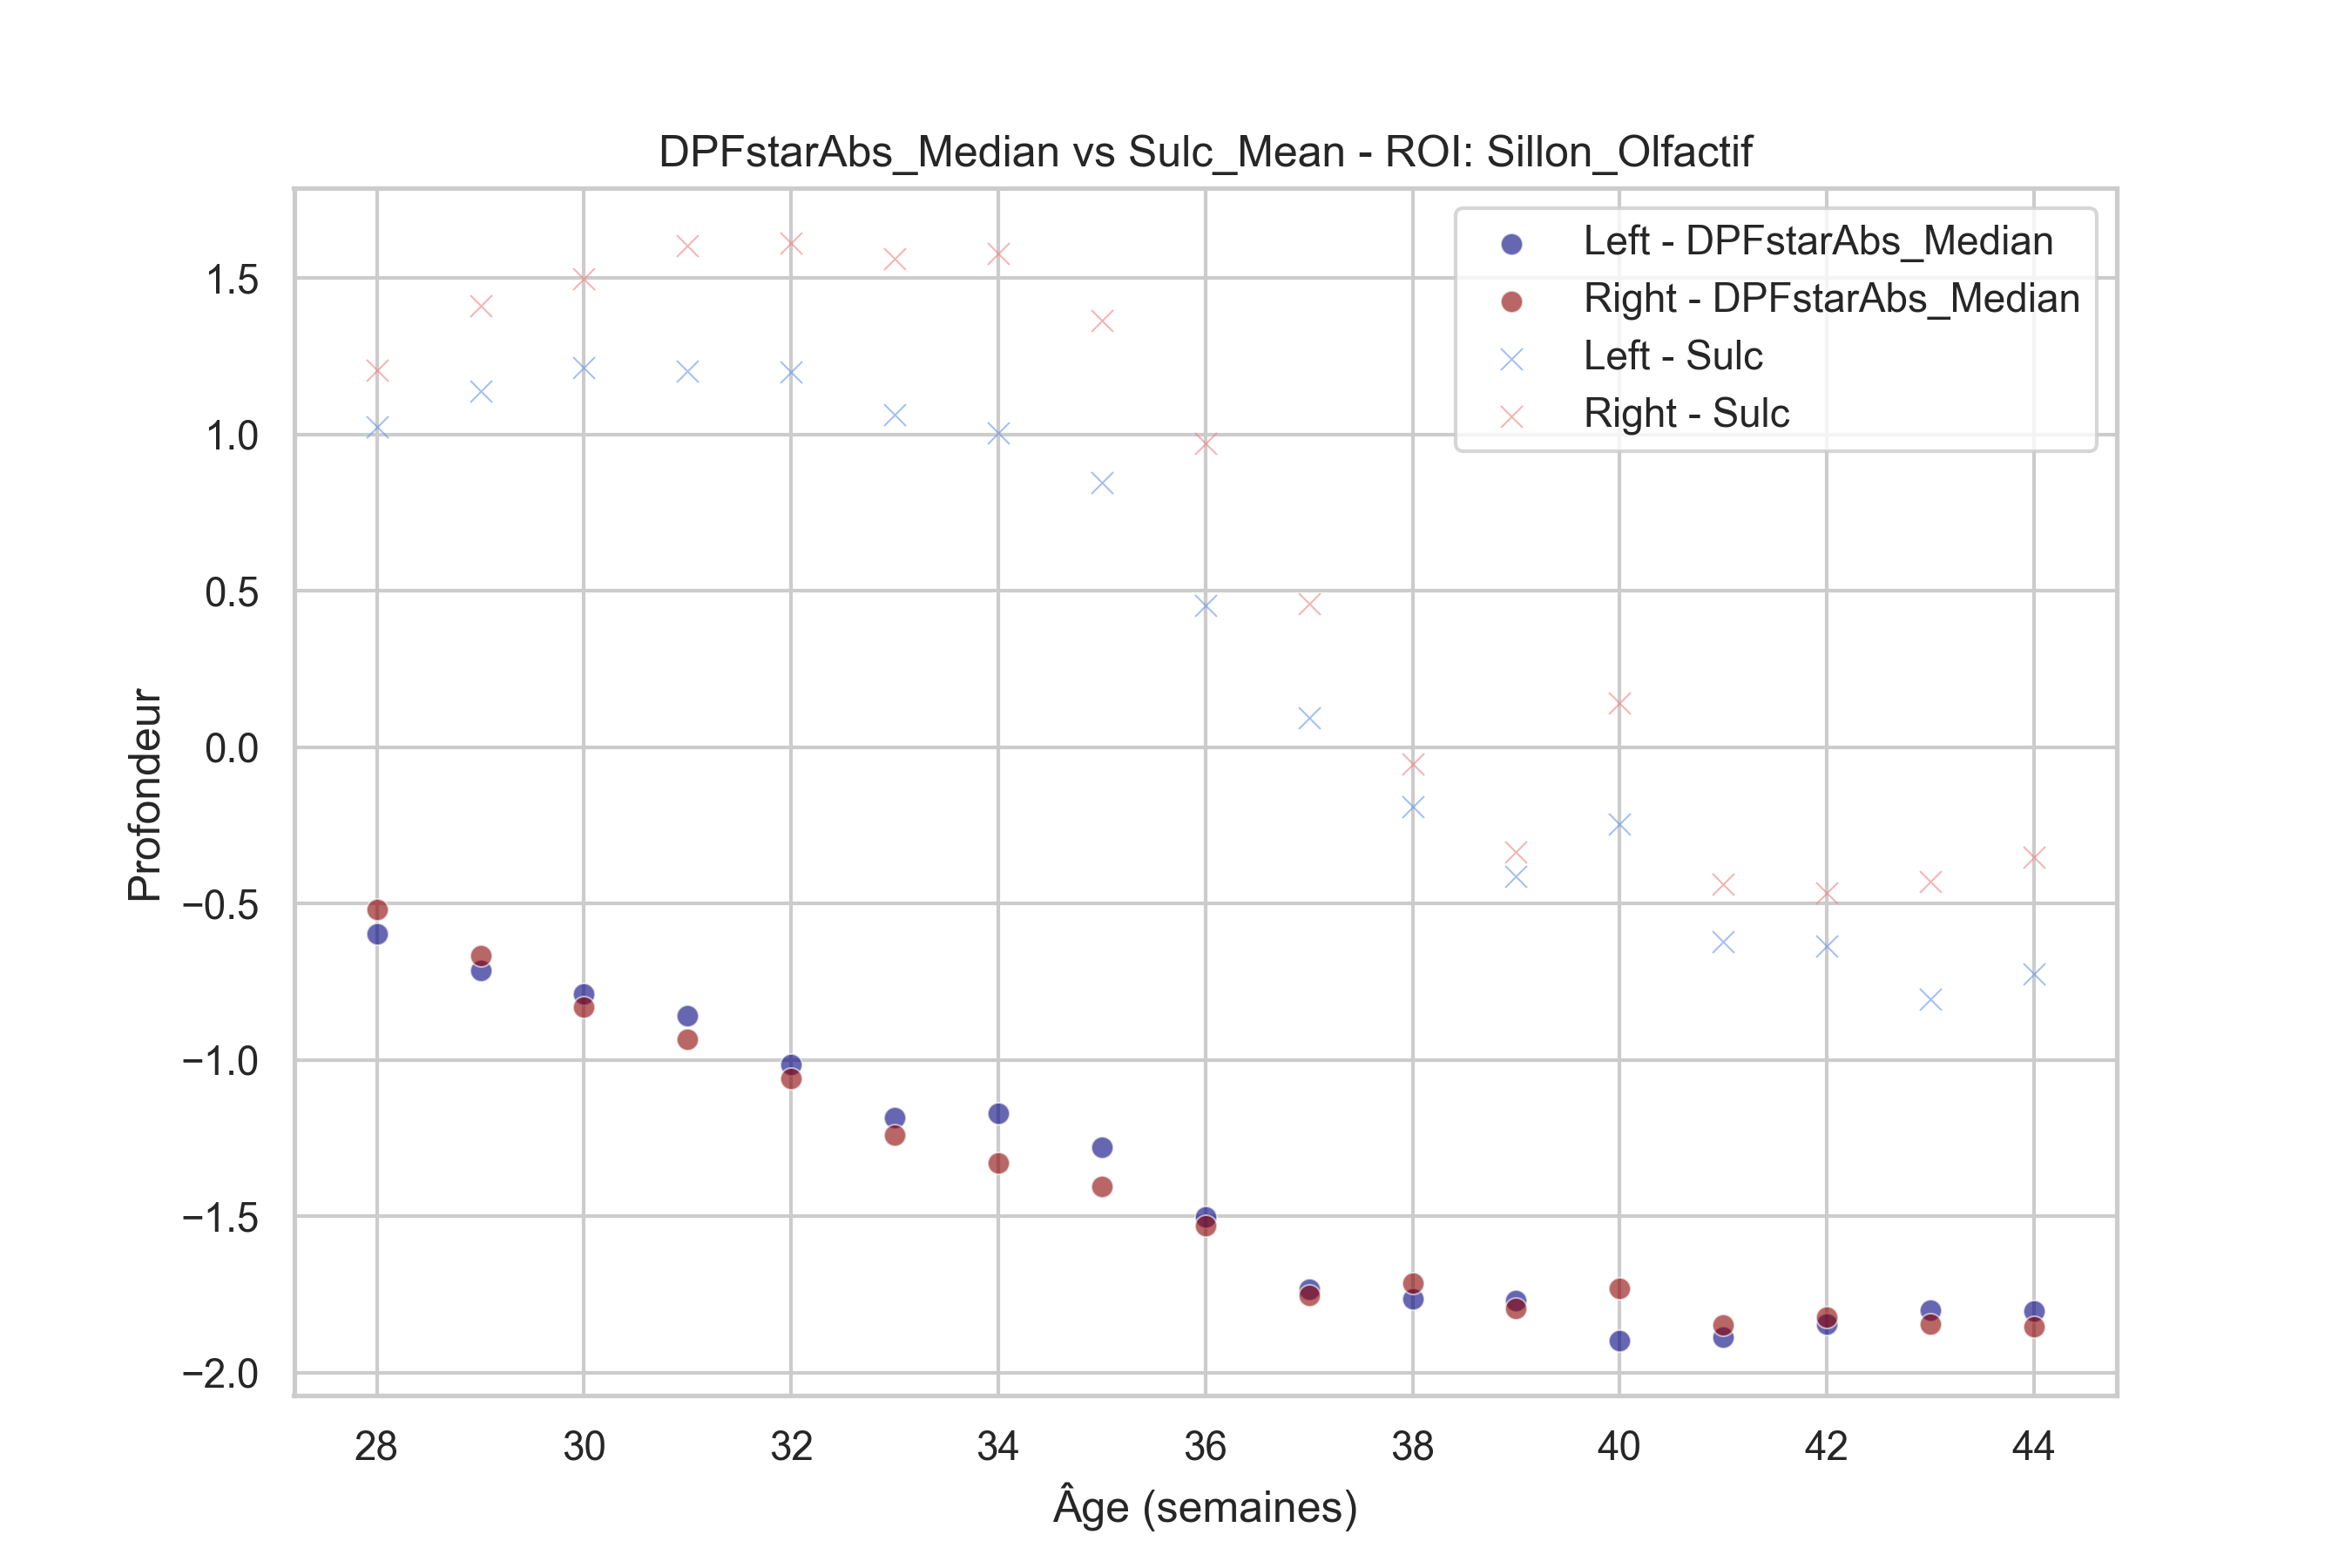 DPFstarAbs_Median vs Sulc_Mean - ROI: Sillon_Olfactif
Left - DPFstarAbs_Median
Right - DPFstarAbs_Median
Left - Sulc
Right - Sulc
Profondeur
1.5
1.0
0.5
0.0
−0.5
−1.0
−1.5
−2.0
28 30 32 34 36 38 40 42 44
Âge (semaines)